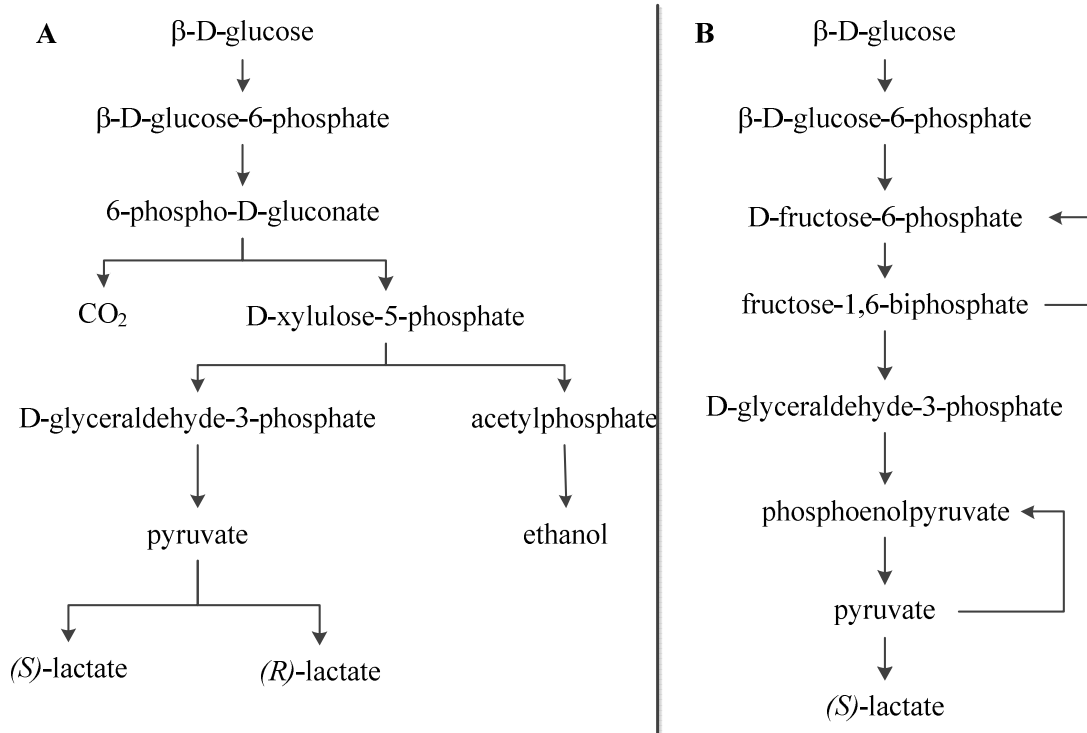 A
β-D-glucose
β-D-glucose-6-phosphate
6-phospho-D-gluconate
CO₂
D-xylulose-5-phosphate
D-glyceraldehyde-3-phosphate
acetylphosphate
pyruvate
ethanol
(S)-lactate
(R)-lactate
B
β-D-glucose
β-D-glucose-6-phosphate
D-fructose-6-phosphate
fructose-1,6-biphosphate
D-glyceraldehyde-3-phosphate
phosphoenolpyruvate
pyruvate
(S)-lactate